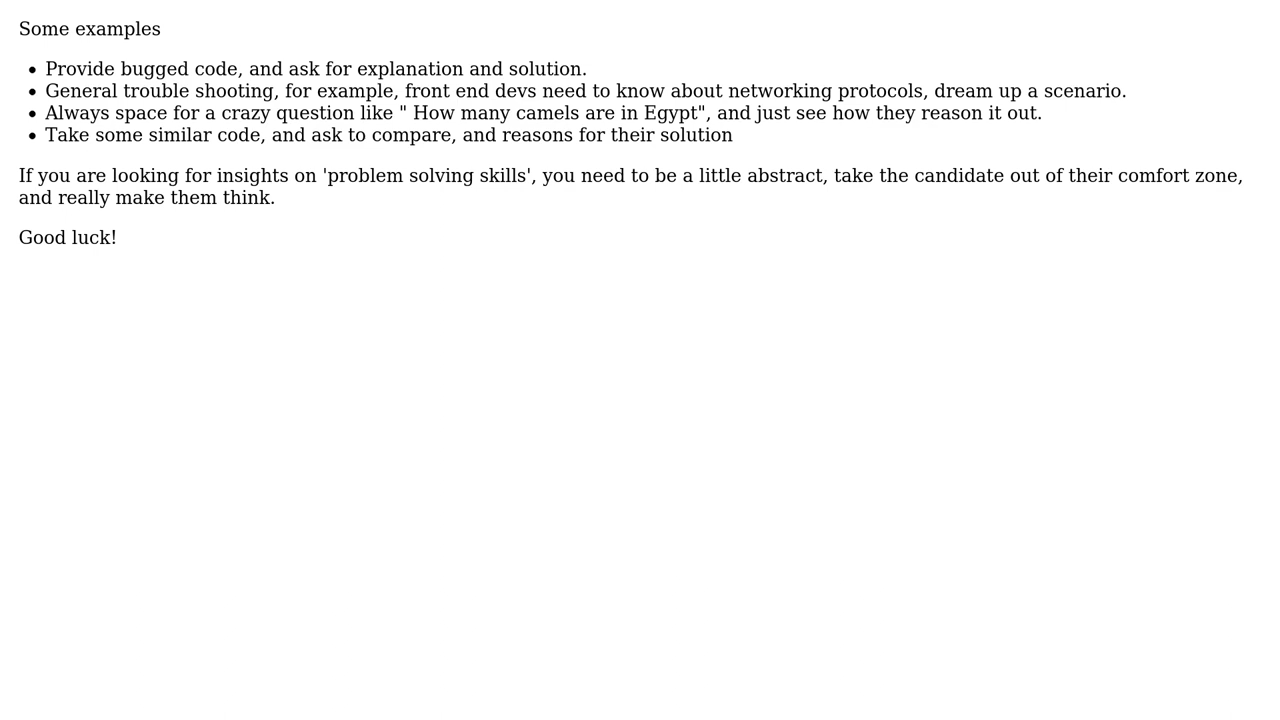 Some examples
• Provide bugged code, and ask for explanation and solution.
• General trouble shooting, for example, front end devs need to know about networking protocols, dream up a scenario.
• Always space for a crazy question like " How many camels are in Egypt", and just see how they reason it out.
• Take some similar code, and ask to compare, and reasons for their solution
If you are looking for insights on 'problem solving skills', you need to be a little abstract, take the candidate out of their comfort zone,
and really make them think.
Good luck!